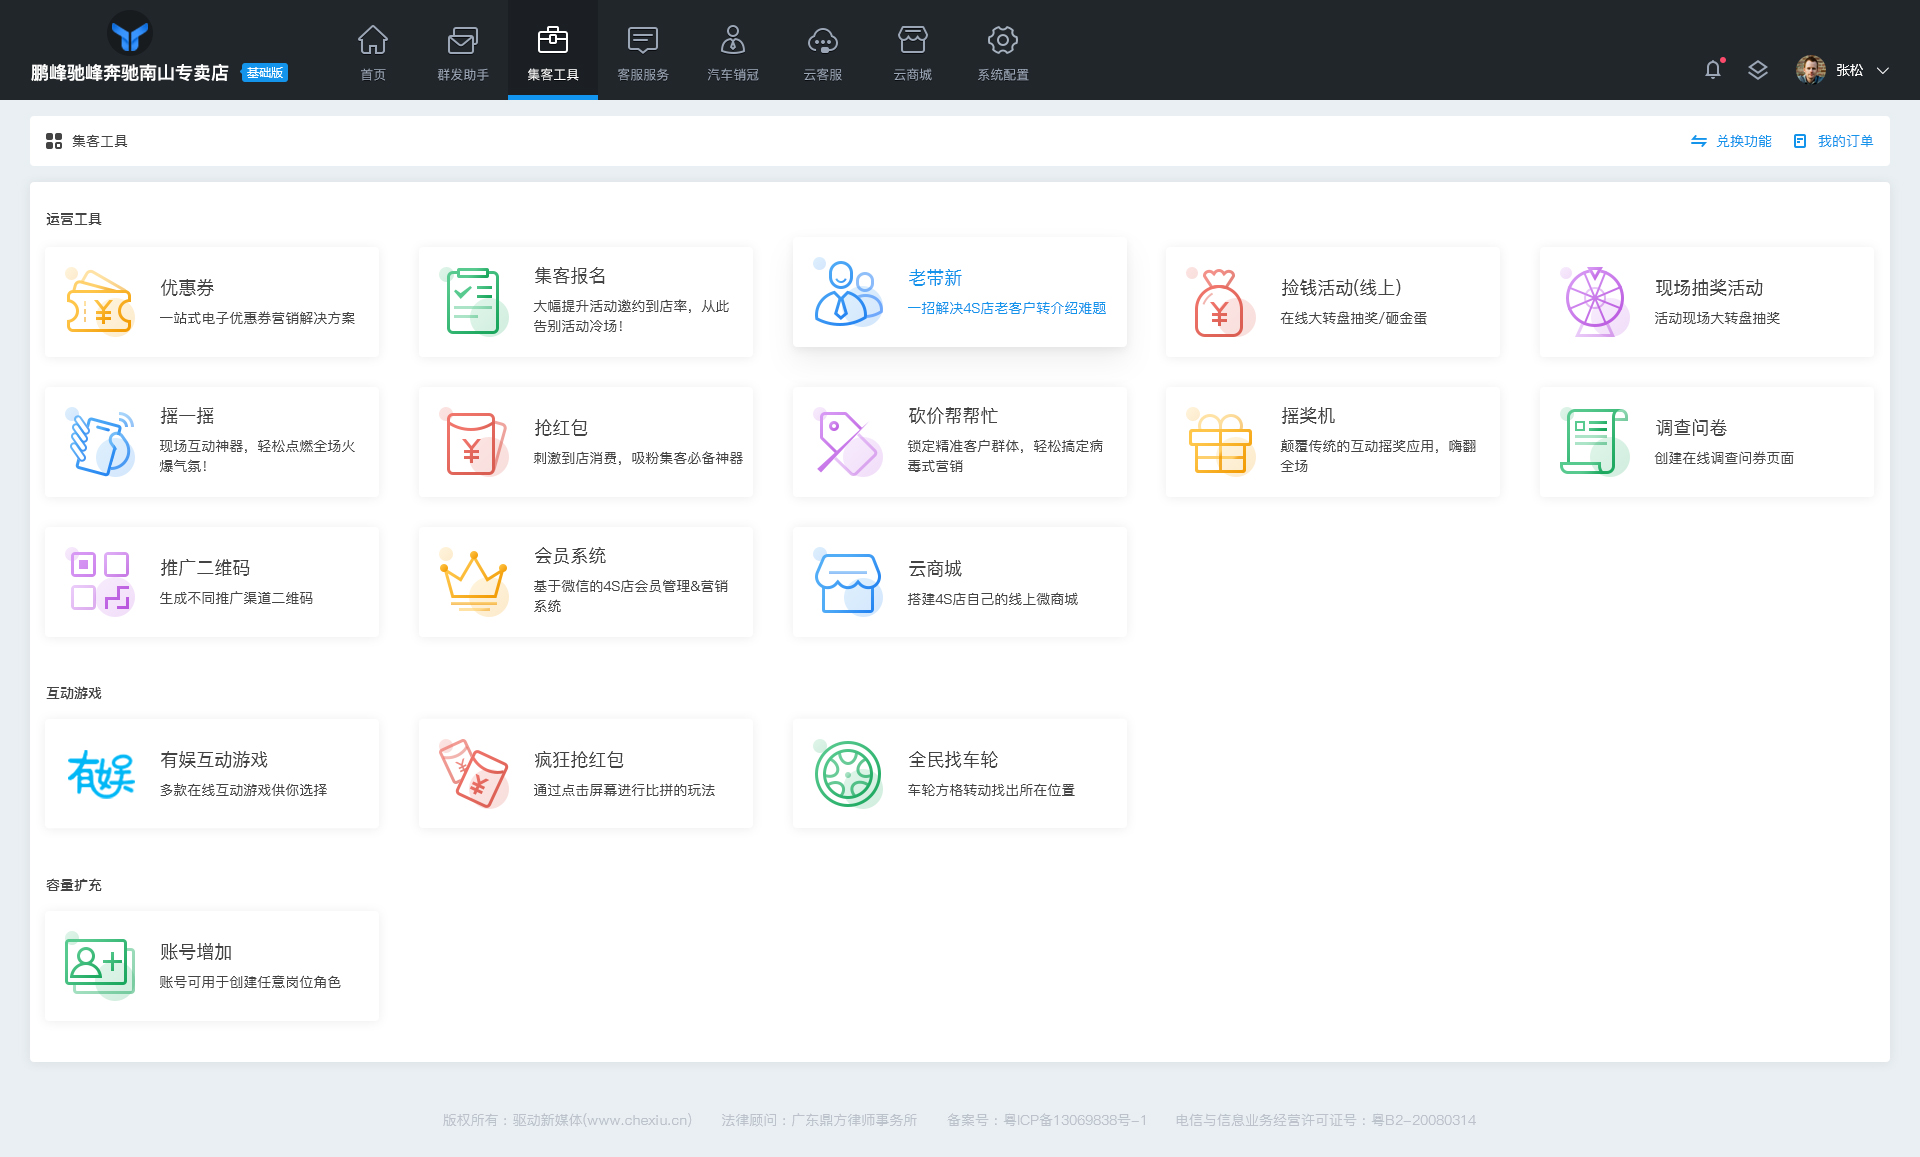 鹏峰驰峰奔驰南山专卖店 基础版
首页
群发助手
集客工具
客服服务
汽车销冠
云客服
云商城
系统配置
张松
集客工具
兑换功能
我的订单
运营工具
优惠券
一站式电子优惠券营销解决方案
集客报名
大幅提升活动邀约到店率，从此
告别活动冷场！
老带新
一招解决4S店老客户转介绍难题
捡钱活动(线上)
在线大转盘抽奖/砸金蛋
现场抽奖活动
活动现场大转盘抽奖
摇一摇
现场互动神器，轻松点燃全场火
爆气氛！
抢红包
刺激到店消费，吸粉集客必备神器
砍价帮帮忙
锁定精准客户群体，轻松搞定病
毒式营销
摇奖机
颠覆传统的互动摇奖应用，嗨翻
全场
调查问卷
创建在线调查问券页面
推广二维码
生成不同推广渠道二维码
会员系统
基于微信的4S店会员管理&营销
系统
云商城
搭建4S店自己的线上微商城
互动游戏
有娱
有娱互动游戏
多款在线互动游戏供你选择
疯狂抢红包
通过点击屏幕进行比拼的玩法
全民找车轮
车轮方格转动找出所在位置
容量扩充
账号增加
账号可用于创建任意岗位角色
版权所有：驱动新媒体(www.chexiu.cn) 法律顾问：广东鼎方律师事务所 备案号：粤ICP备13069838号-1 电信与信息业务经营许可证号：粤B2-20080314